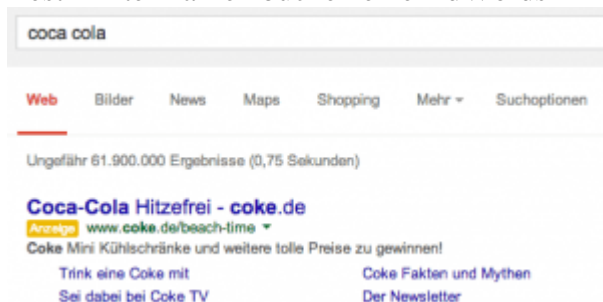 coca cola
Web Bilder News Maps Shopping Mehr Suchoptionen
Ungefähr 61.900.000 Ergebnisse (0,75 Sekunden)
Coca-Cola Hitzefrei - coke.de
Anzeige www.coke.de/beach-time
Coke Mini Kühlschränke und weitere tolle Preise zu gewinnen!
Trink eine Coke mit Coke Fakten und Mythen
Sei dabei bei Coke TV Der Newsletter